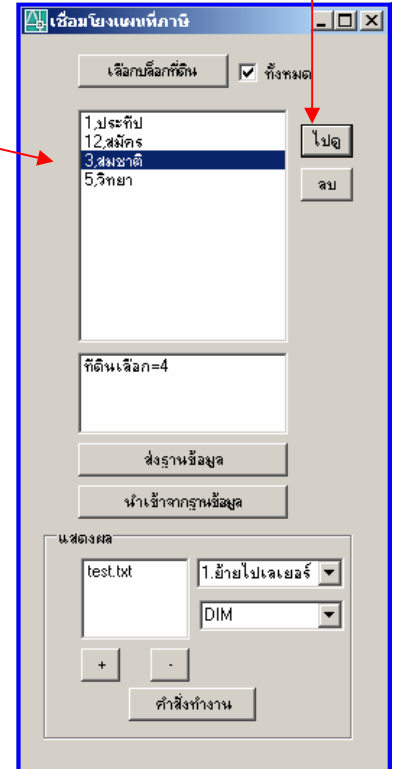 เชื่อมโยงแผนที่ภาษี
เลือกบล็อกที่ดิน
ทั้งหมด
1,ประทีป
12,สมัคร
3,สมชาติ
5,วิทยา
ไปดู
ลบ
ที่ดินเลือก=4
ส่งฐานข้อมูล
นำเข้าจากฐานข้อมูล
แสดงผล
test.txt
1.ย้ายไปเลเยอร์
DIM
+ -
คำสั่งทำงาน